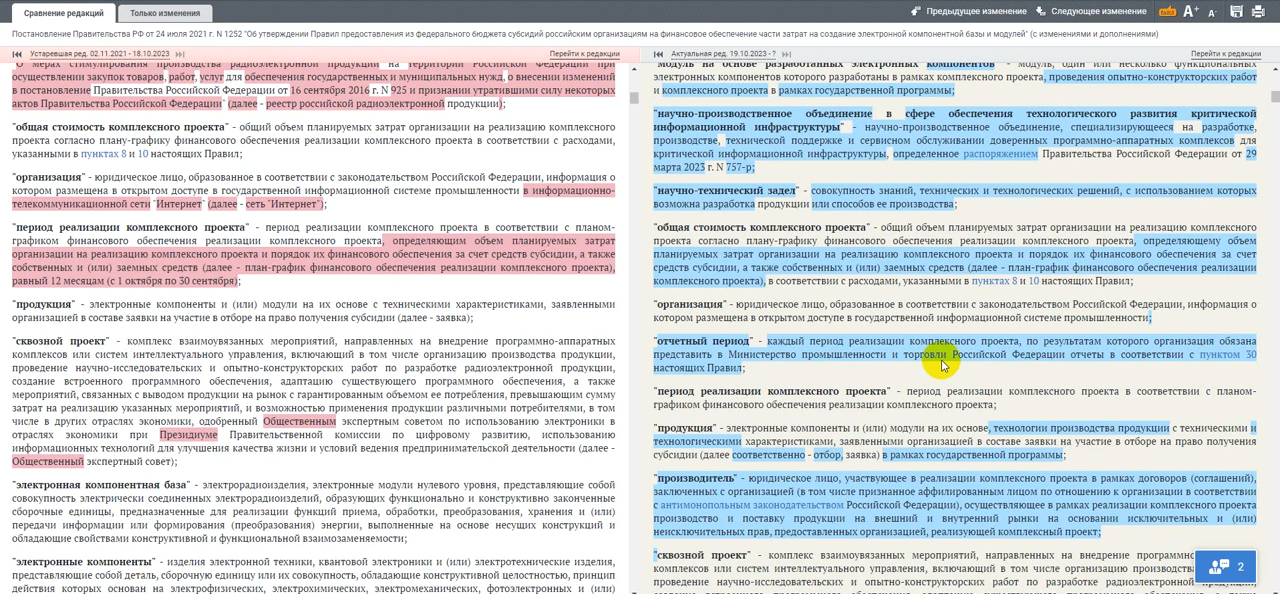 Сравнение редакций
Только изменения
Предыдущее изменение
Следующее изменение
A+
A-
Постановление Правительства РФ от 24 июля 2021 г. N 1252 "Об утверждении Правил предоставления из федерального бюджета субсидий российским организациям на финансовое обеспечение части затрат на создание электронной компонентной базы и модулей" (с изменениями и дополнениями)
Устаревшая ред. 02.11.2021 - 18.10.2023
Перейти к редакции
"О мерах стимулирования производства радиоэлектронной продукции на территории Российской Федерации при
осуществлении закупок товаров, работ, услуг для обеспечения государственных и муниципальных нужд, о внесении изменений
в постановление Правительства Российской Федерации от 16 сентября 2016 г. N 925 и признании утратившими силу некоторых
актов Правительства Российской Федерации" (далее - реестр российской радиоэлектронной продукции);
"общая стоимость комплексного проекта" - общий объем планируемых затрат организации на реализацию комплексного
проекта согласно плану-графику финансового обеспечения реализации комплексного проекта в соответствии с расходами,
указанными в пунктах 8 и 10 настоящих Правил;
"организация" - юридическое лицо, образованное в соответствии с законодательством Российской Федерации, информация о
котором размещена в открытом доступе в государственной информационной системе промышленности в информационно-
телекоммуникационной сети "Интернет" (далее - сеть "Интернет");
"период реализации комплексного проекта" - период реализации комплексного проекта в соответствии с планом-
графиком финансового обеспечения реализации комплексного проекта, определяющим объем планируемых затрат
организации на реализацию комплексного проекта и порядок их финансового обеспечения за счет средств субсидии, а также
собственных и (или) заемных средств (далее - план-график финансового обеспечения реализации комплексного проекта),
равный 12 месяцам (с 1 октября по 30 сентября);
"продукция" - электронные компоненты и (или) модули на их основе с техническими характеристиками, заявленными
организацией в составе заявки на участие в отборе на право получения субсидии (далее - заявка);
"сквозной проект" - комплекс взаимоувязанных мероприятий, направленных на внедрение программно-аппаратных
комплексов или систем интеллектуального управления, включающий в том числе организацию производства продукции,
проведение научно-исследовательских и опытно-конструкторских работ по разработке радиоэлектронной продукции,
создание встроенного программного обеспечения, адаптацию существующего программного обеспечения, а также
мероприятий, связанных с выводом продукции на рынок с гарантированным объемом ее потребления, превышающим сумму
затрат на реализацию указанных мероприятий, и возможностью применения продукции различными потребителями, в том
числе в других отраслях экономики, одобренный Общественным экспертным советом по использованию электроники в
отраслях экономики при Президиуме Правительственной комиссии по цифровому развитию, использованию
информационных технологий для улучшения качества жизни и условий ведения предпринимательской деятельности (далее -
Общественный экспертный совет);
"электронная компонентная база" - электрорадиоизделия, электронные модули нулевого уровня, представляющие собой
совокупность электрически соединенных электрорадиоизделий, образующих функционально и конструктивно законченные
сборочные единицы, предназначенные для реализации функций приема, обработки, преобразования, хранения и (или)
передачи информации или формирования (преобразования) энергии, выполненные на основе несущих конструкций и
обладающие свойствами конструктивной и функциональной взаимозаменяемости;
"электронные компоненты" - изделия электронной техники, квантовой электроники и (или) электротехнические изделия,
представляющие собой деталь, сборочную единицу или их совокупность, обладающие конструктивной целостностью, принцип
действия которых основан на электрофизических, электрохимических, электромеханических, фотоэлектронных и (или)
Актуальная ред. 19.10.2023 - ?
Перейти к редакции
модуль на основе разработанных электронных компонентов - модуль, один или несколько функциональных
электронных компонентов которого разработаны в рамках комплексного проекта, проведения опытно-конструкторских работ
и комплексного проекта в рамках государственной программы;
"научно-производственное объединение в сфере обеспечения технологического развития критической
информационной инфраструктуры" - научно-производственное объединение, специализирующееся на разработке,
производстве, технической поддержке и сервисном обслуживании доверенных программно-аппаратных комплексов для
критической информационной инфраструктуры, определенное распоряжением Правительства Российской Федерации от 29
марта 2023 г. N 757-р;
"научно-технический задел" - совокупность знаний, технических и технологических решений, с использованием которых
возможна разработка продукции или способов ее производства;
"общая стоимость комплексного проекта" - общий объем планируемых затрат организации на реализацию комплексного
проекта согласно плану-графику финансового обеспечения реализации комплексного проекта, определяющему объем
планируемых затрат организации на реализацию комплексного проекта и порядок их финансового обеспечения за счет
средств субсидии, а также собственных и (или) заемных средств (далее - план-график финансового обеспечения реализации
комплексного проекта), в соответствии с расходами, указанными в пунктах 8 и 10 настоящих Правил;
"организация" - юридическое лицо, образованное в соответствии с законодательством Российской Федерации, информация о
котором размещена в открытом доступе в государственной информационной системе промышленности;
"отчетный период" - каждый период реализации комплексного проекта, по результатам которого организация обязана
представить в Министерство промышленности и торговли Российской Федерации отчеты в соответствии с пунктом 30
настоящих Правил;
"период реализации комплексного проекта" - период реализации комплексного проекта в соответствии с планом-
графиком финансового обеспечения реализации комплексного проекта;
"продукция" - электронные компоненты и (или) модули на их основе, технологии производства продукции с техническими и
технологическими характеристиками, заявленными организацией в составе заявки на участие в отборе на право получения
субсидии (далее соответственно - отбор, заявка) в рамках государственной программы;
"производитель" - юридическое лицо, участвующее в реализации комплексного проекта в рамках договоров (соглашений),
заключенных с организацией (в том числе признанное аффилированным лицом по отношению к организации в соответствии
с антимонопольным законодательством Российской Федерации), осуществляющее в рамках реализации комплексного проекта
производство и поставку продукции на внешний и внутренний рынки на основании исключительных и (или)
неисключительных прав, предоставленных организацией, реализующей комплексный проект;
"сквозной проект" - комплекс взаимоувязанных мероприятий, направленных на внедрение
комплексов или систем интеллектуального управления, включающий в том числе организацию
проведение научно-исследовательских и опытно-конструкторских работ по разработке
2